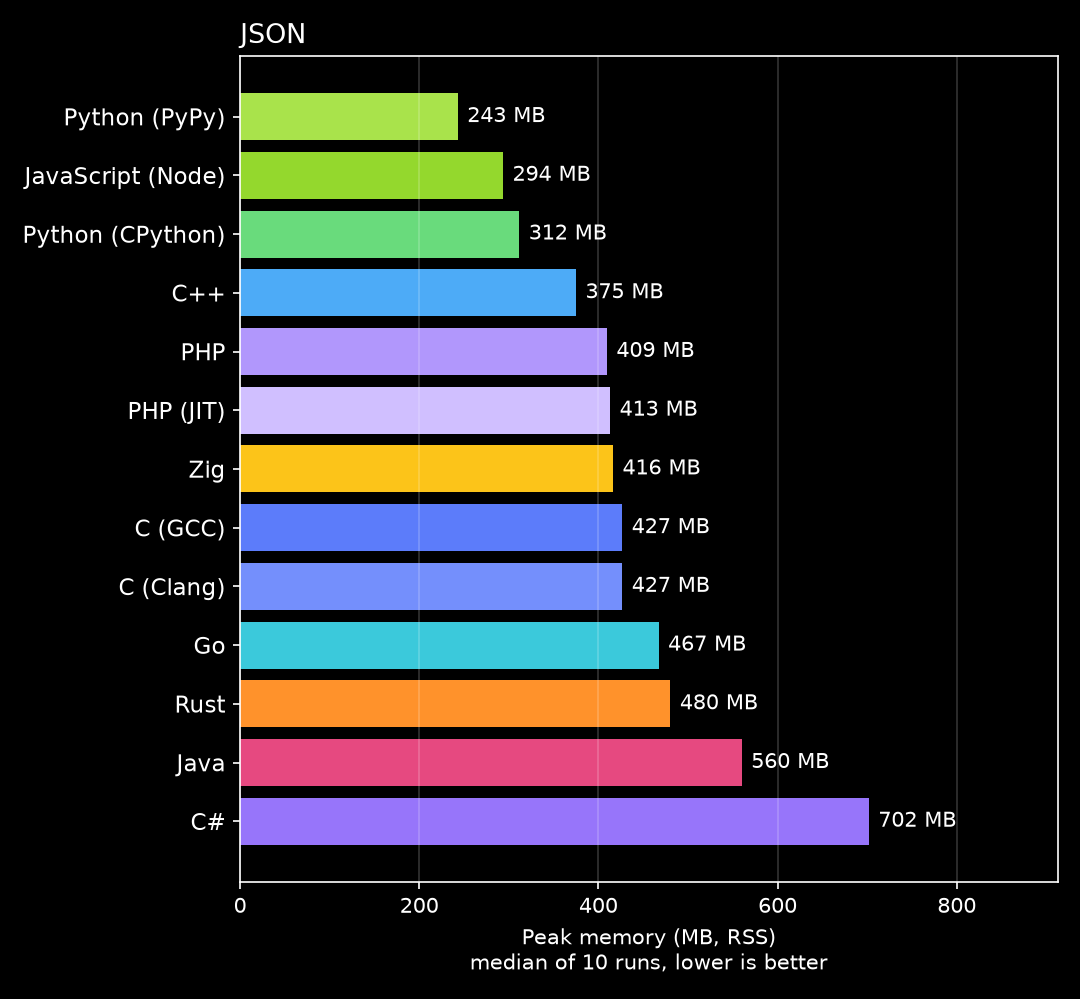 JSON
Python (PyPy) 243 MB
JavaScript (Node) 294 MB
Python (CPython) 312 MB
C++ 375 MB
PHP 409 MB
PHP (JIT) 413 MB
Zig 416 MB
C (GCC) 427 MB
C (Clang) 427 MB
Go 467 MB
Rust 480 MB
Java 560 MB
C# 702 MB
0 200 400 600 800
Peak memory (MB, RSS)
median of 10 runs, lower is better